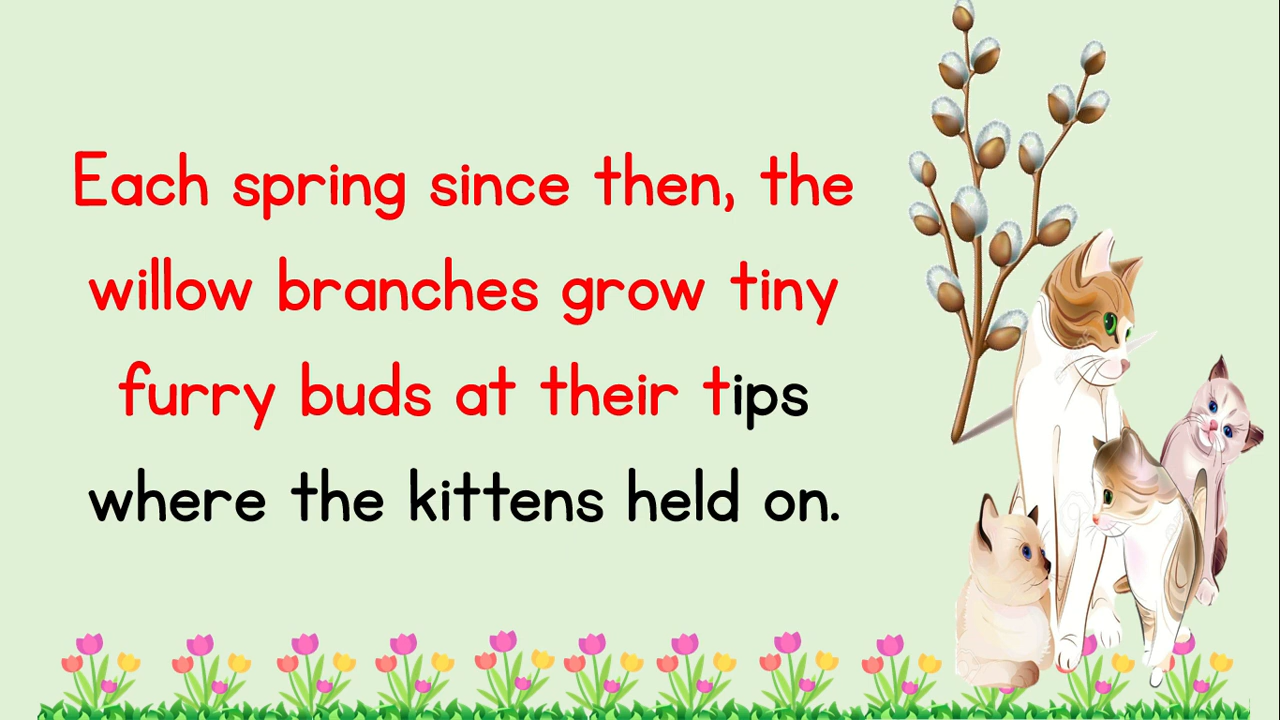 Each spring since then, the
willow branches grow tiny
furry buds at their tips
where the kittens held on.